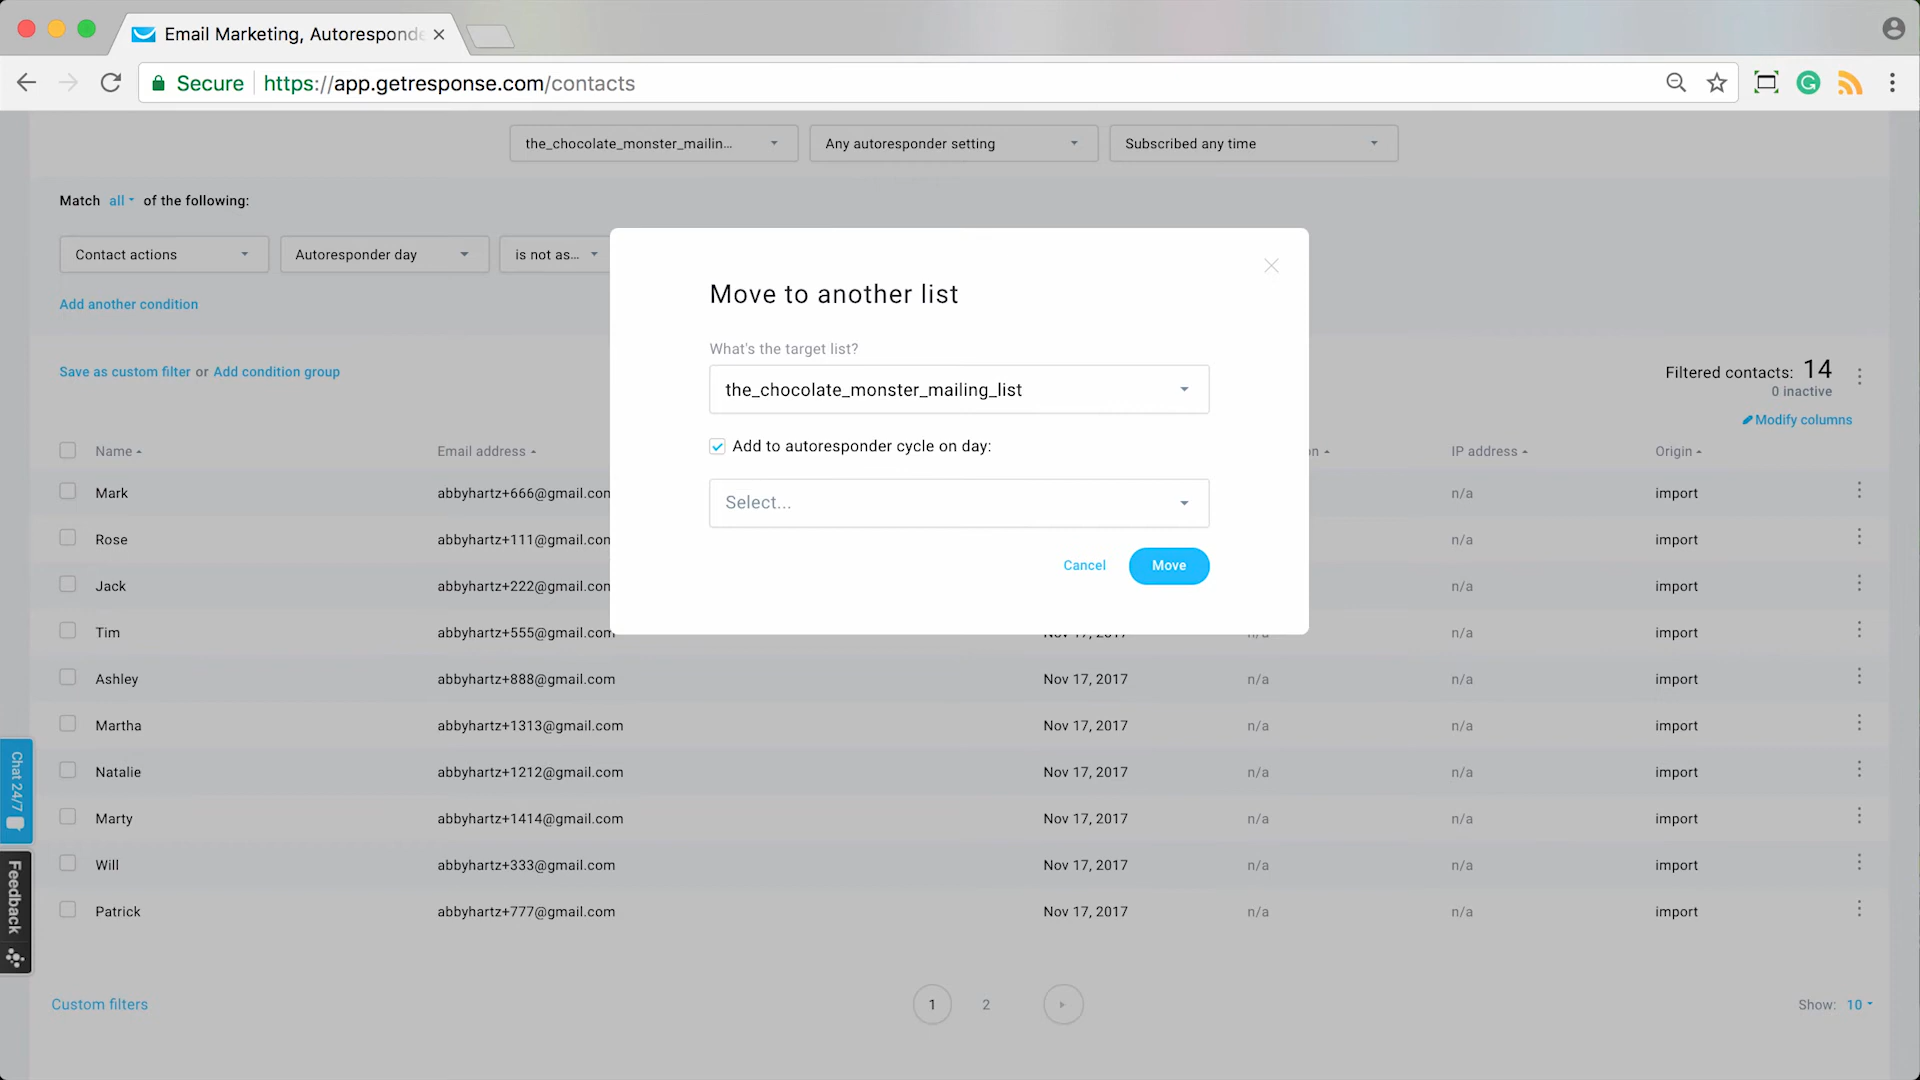 Email Marketing, Autoresponde
Secure https://app.getresponse.com/contacts
the_chocolate_monster_mailin...
Any autoresponder setting
Subscribed any time
Match all of the following:
Contact actions
Autoresponder day
is not as...
Add another condition
Move to another list
What's the target list?
the_chocolate_monster_mailing_list
Add to autoresponder cycle on day:
Select...
Cancel
Move
Save as custom filter or Add condition group
Filtered contacts: 14
0 inactive
Modify columns
Name Email address IP address Origin
Mark abbyhartz+666@gmail.com n/a import
Rose abbyhartz+111@gmail.com n/a import
Jack abbyhartz+222@gmail.com n/a import
Tim abbyhartz+555@gmail.com Nov 17, 2017 n/a n/a import
Ashley abbyhartz+888@gmail.com Nov 17, 2017 n/a n/a import
Martha abbyhartz+1313@gmail.com Nov 17, 2017 n/a n/a import
Natalie abbyhartz+1212@gmail.com Nov 17, 2017 n/a n/a import
Marty abbyhartz+1414@gmail.com Nov 17, 2017 n/a n/a import
Will abbyhartz+333@gmail.com Nov 17, 2017 n/a n/a import
Patrick abbyhartz+777@gmail.com Nov 17, 2017 n/a n/a import
Chat 24/7
Feedback
Custom filters
1 2
Show: 10